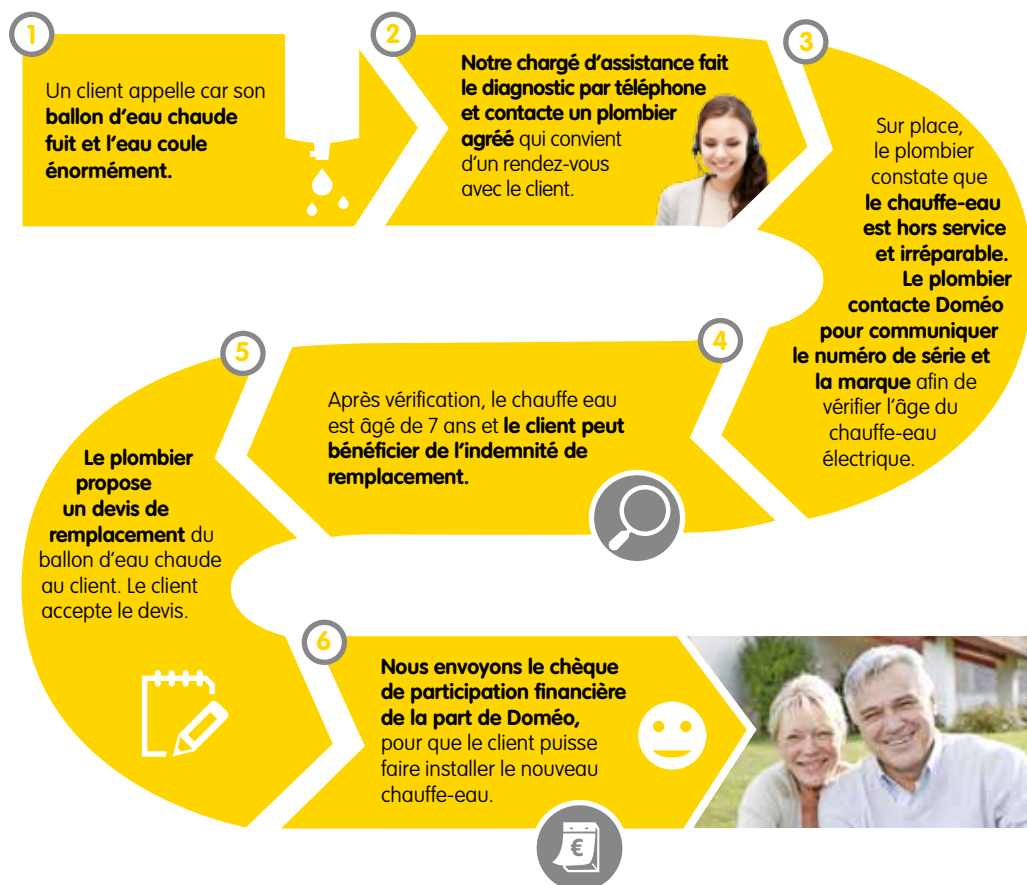 1
Un client appelle car son
ballon d'eau chaude
fuit et l'eau coule
énormément.
2
Notre chargé d'assistance fait
le diagnostic par téléphone
et contacte un plombier
agréé qui convient
d'un rendez-vous
avec le client.
3
Sur place,
le plombier
constate que
le chauffe-eau
est hors service
et irréparable.
Le plombier
contacte Doméo
pour communiquer
le numéro de série et
la marque afin de
vérifier l'âge du
chauffe-eau
électrique.
4
Après vérification, le chauffe eau
est âgé de 7 ans et le client peut
bénéficier de l'indemnité de
remplacement.
5
Le plombier
propose
un devis de
remplacement du
ballon d'eau chaude
au client. Le client
accepte le devis.
6
Nous envoyons le chèque
de participation financière
de la part de Doméo,
pour que le client puisse
faire installer le nouveau
chauffe-eau.
€